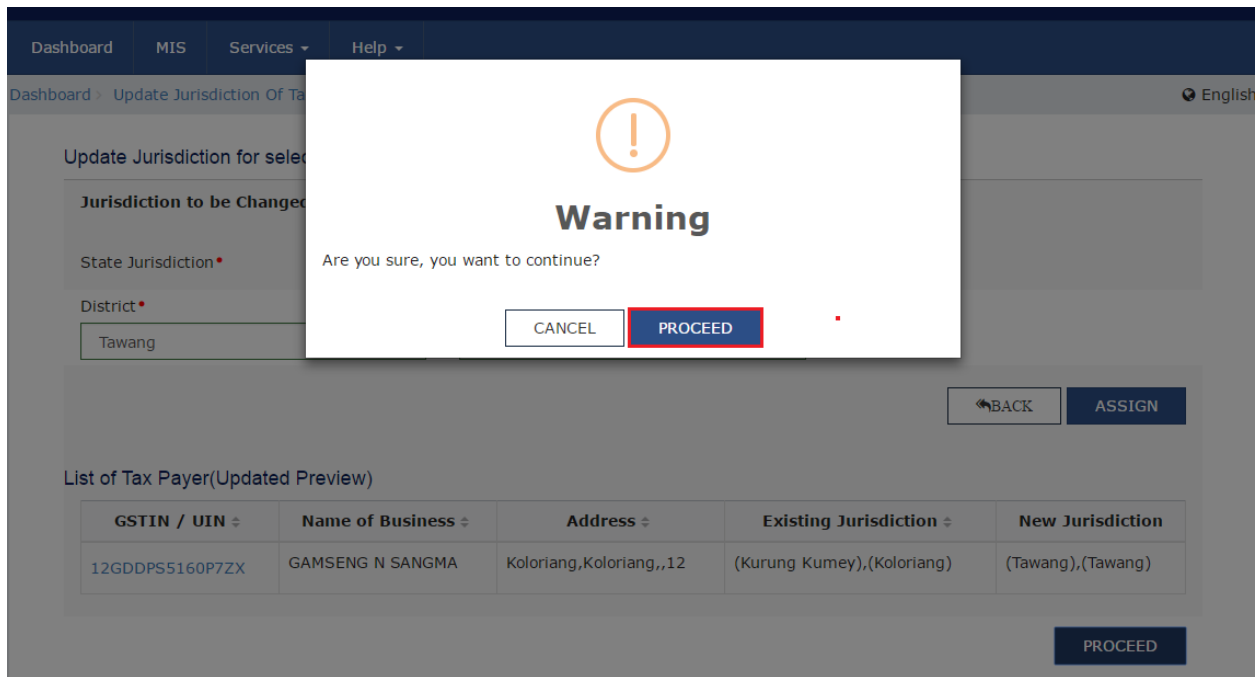 Dashboard MIS Services Help
Dashboard > Update Jurisdiction Of Ta English
Update Jurisdiction for selec
Jurisdiction to be Changed
State Jurisdiction•
District•
Tawang
!
Warning
Are you sure, you want to continue?
CANCEL PROCEED
BACK ASSIGN
List of Tax Payer(Updated Preview)
GSTIN / UIN Name of Business Address Existing Jurisdiction New Jurisdiction
12GDDPS5160P7ZX GAMSENG N SANGMA Koloriang,Koloriang,,12 (Kurung Kumey),(Koloriang) (Tawang),(Tawang)
PROCEED